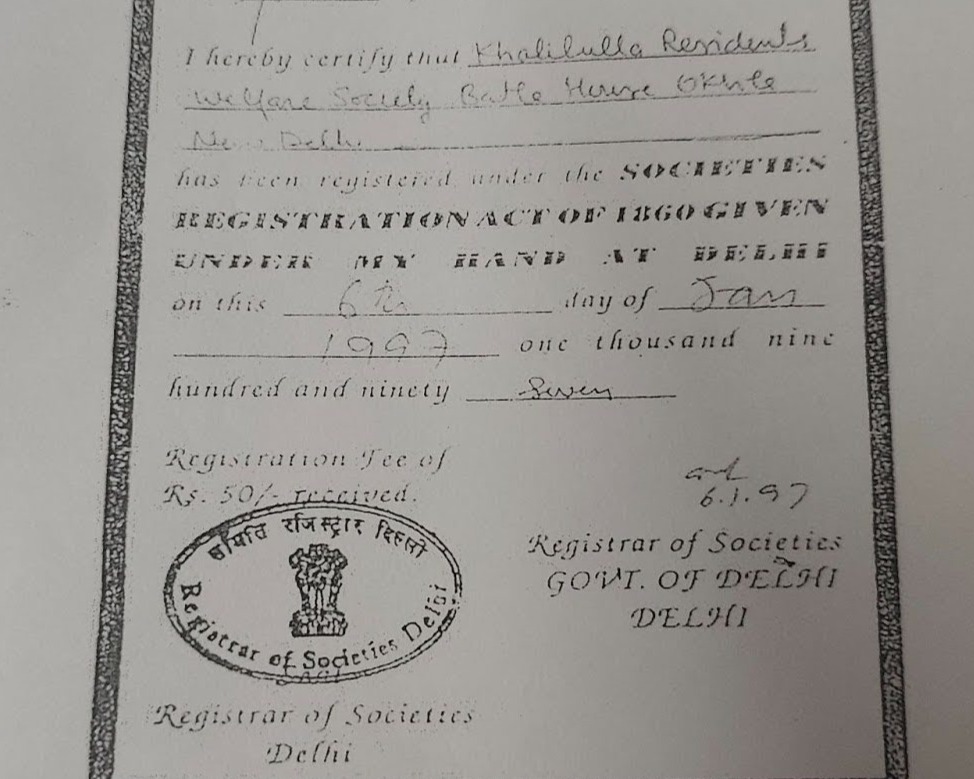 I hereby certify that Khalilulla Residents
Welfare Society Batla House Okhla
New Delhi
has been registered under the SOCIETIES
REGISTRATION ACT OF 1860 GIVEN
UNDER MY HAND AT DELHI
on this 6th day of Jan
1997 one thousand nine
hundred and ninety Seven
Registration Fee of
Rs. 50/- received.
6.1.97
Registrar of Societies
GOVT. OF DELHI
DELHI
रजिस्ट्रार दिल्ली
Registrar of Societies Delhi
Registrar of Societies
Delhi